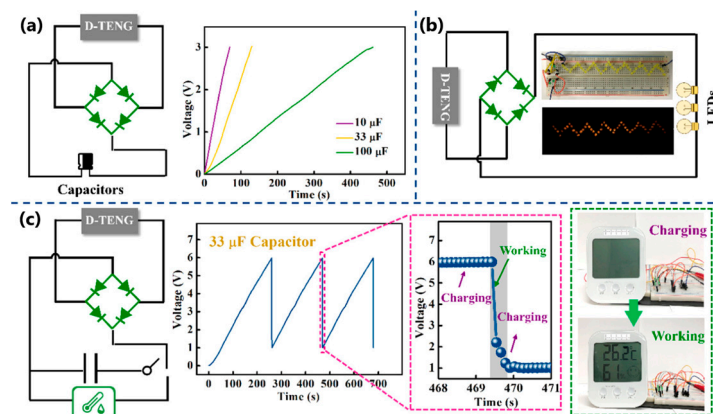 (a)
D-TENG
Capacitors
Voltage (V)
3
2
1
0
10 μF
33 μF
100 μF
0 100 200 300 400 500
Time (s)
(b)
D-TENG
LEDs
(c)
D-TENG
33 μF Capacitor
Voltage (V)
7
6
5
4
3
2
1
0
0 100 200 300 400 500 600 700
Time (s)
Voltage (V)
6
5
4
3
2
1
Working
Charging
Charging
468 469 470 471
Time (s)
Charging
Working
26.2℃